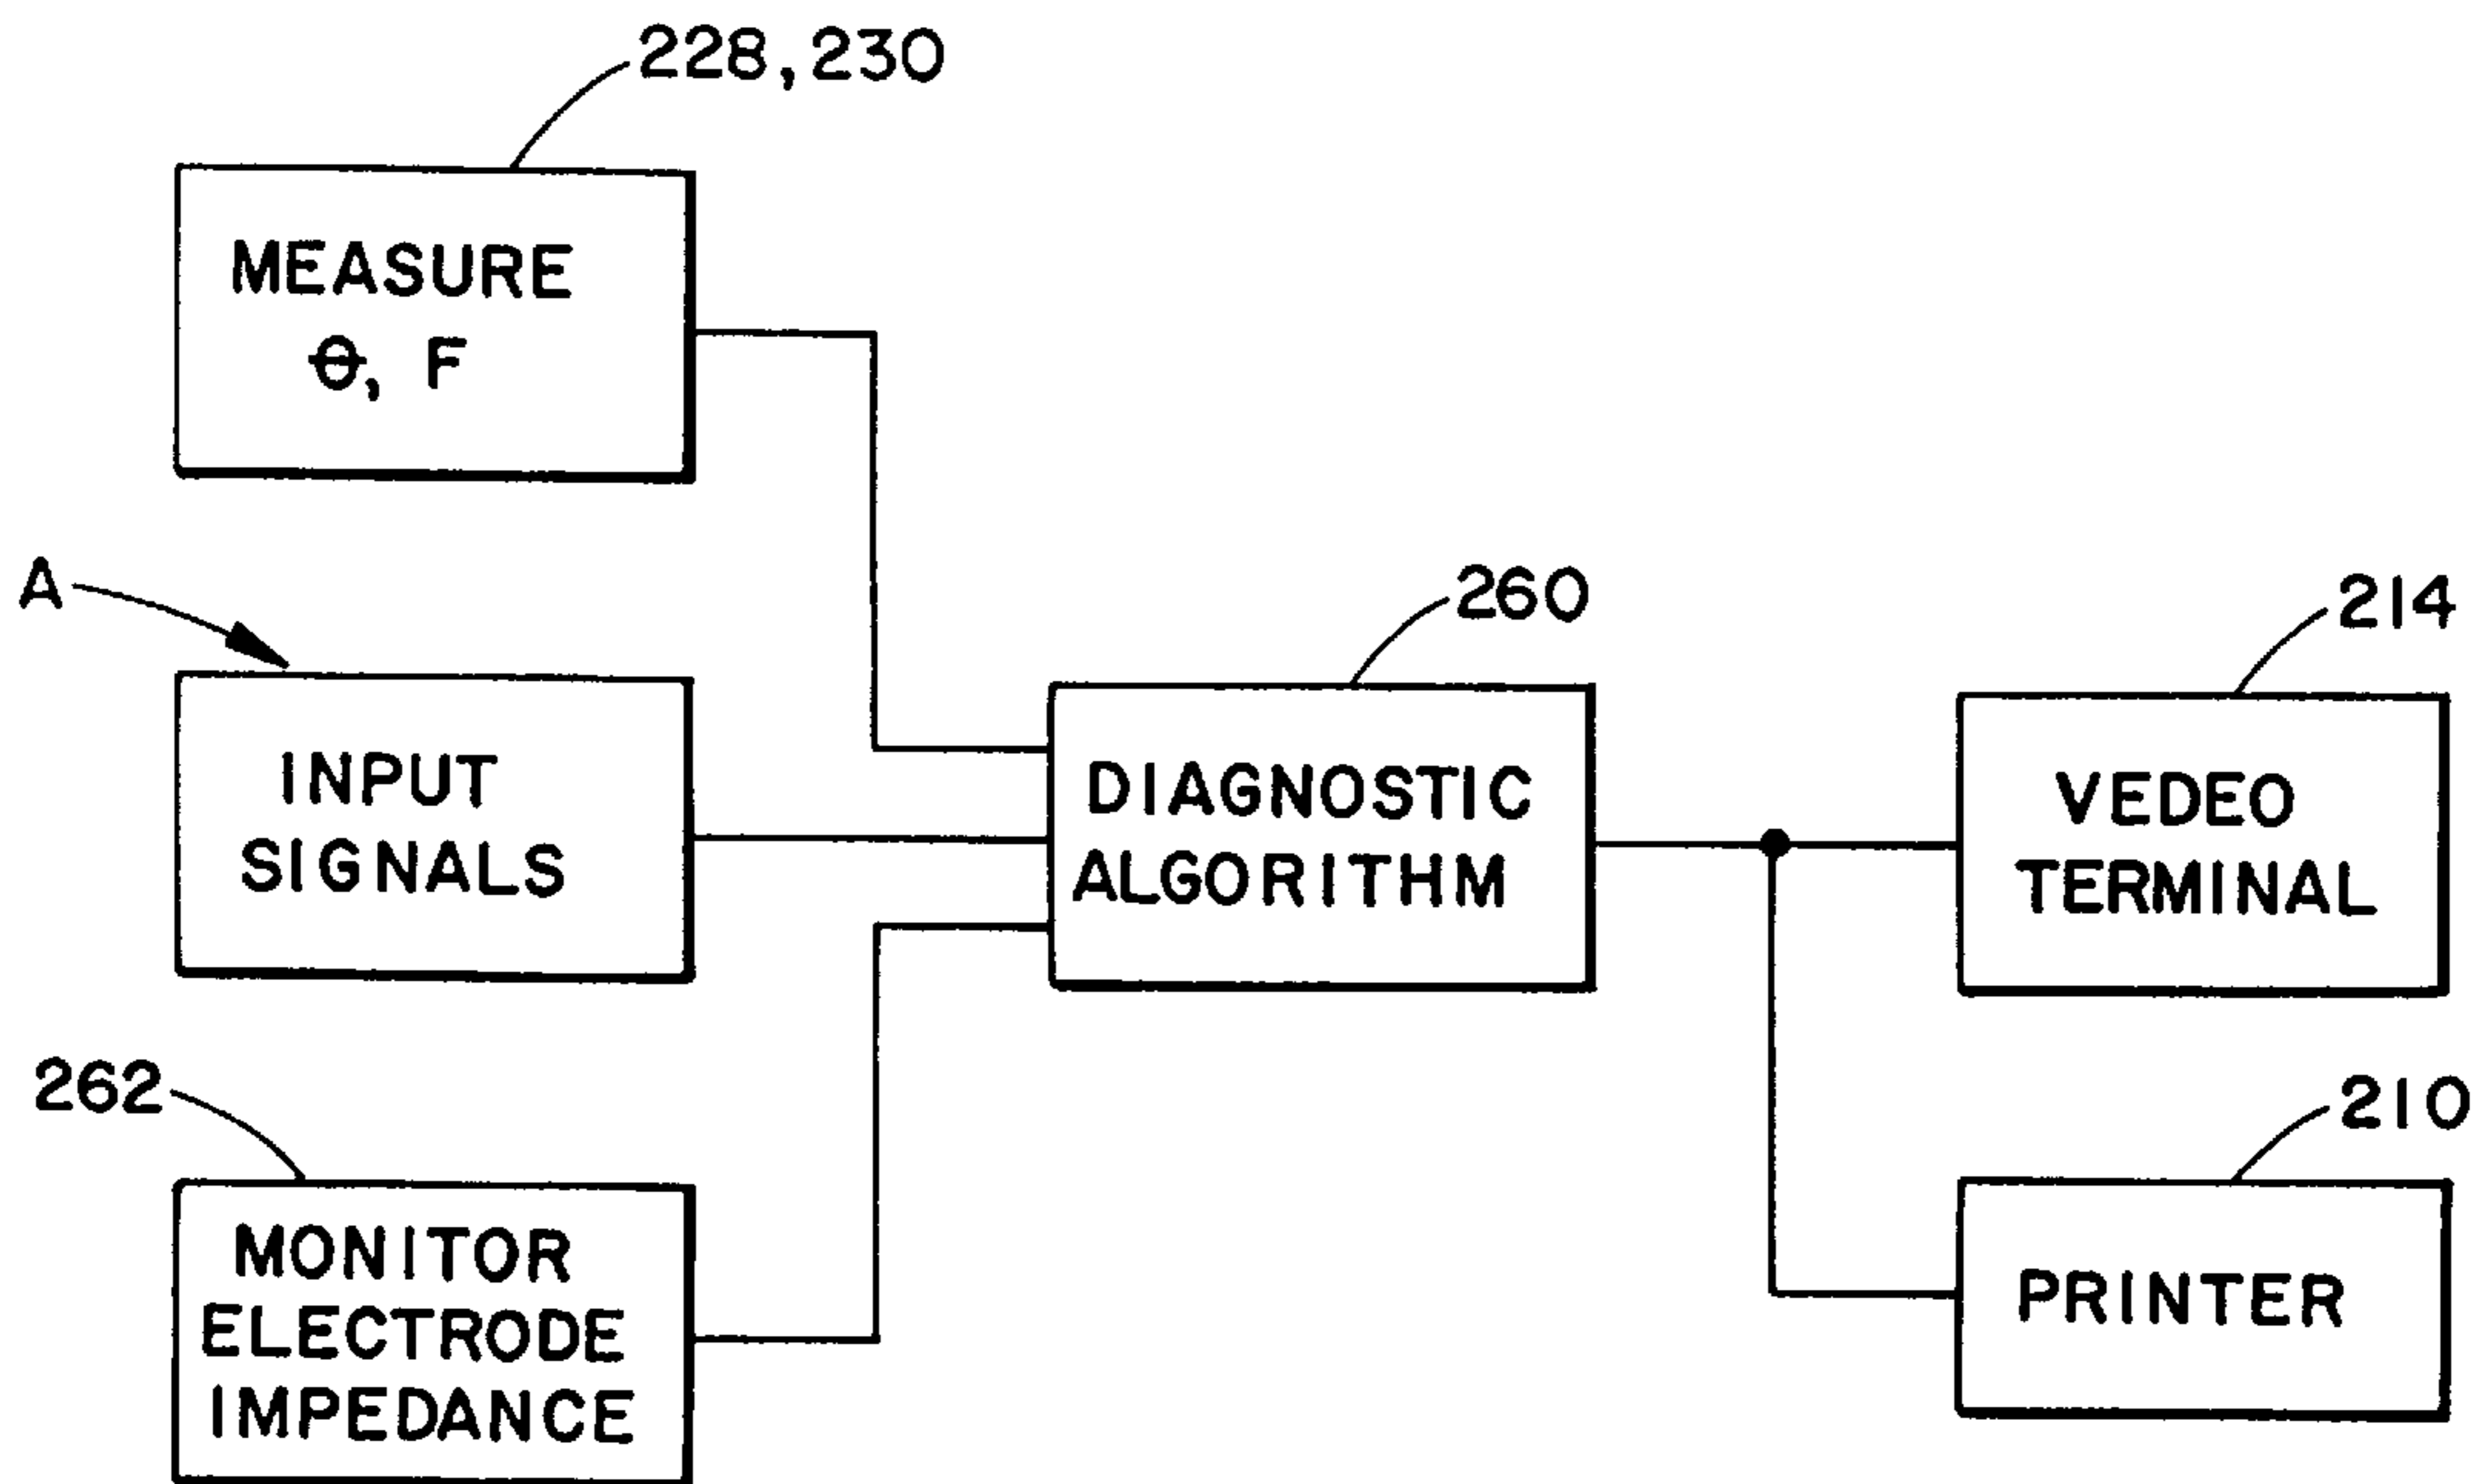 228, 230
MEASURE
Θ, F
A
INPUT
SIGNALS
260
DIAGNOSTIC
ALGORITHM
214
VEDEO
TERMINAL
262
MONITOR
ELECTRODE
IMPEDANCE
210
PRINTER